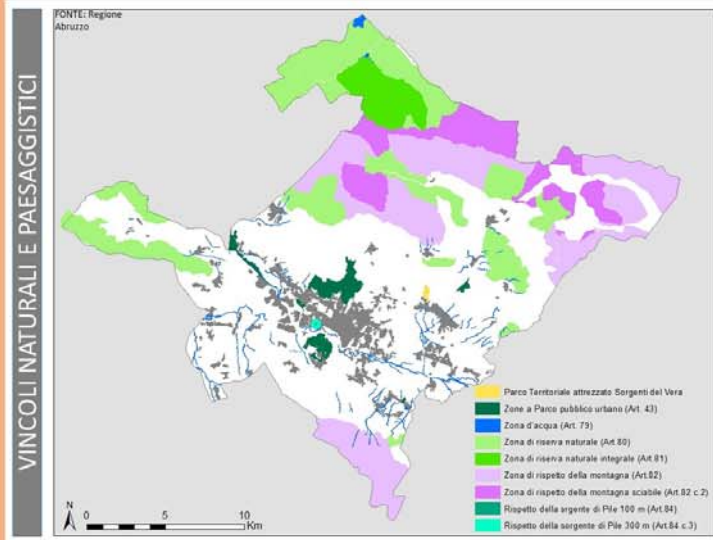 VINCOLI NATURALI E PAESAGGISTICI
FONTE: Regione
Abruzzo
Parco Territoriale attrezzato Sorgenti del Vera
Zone a Parco pubblico urbano (Art. 43)
Zona d'acqua (Art. 79)
Zona di riserva naturale (Art.80)
Zona di riserva naturale integrale (Art.81)
Zona di rispetto della montagna (Art.82)
Zona di rispetto della montagna sciabile (Art.82 c.2)
Rispetto della srgente di Pile 100 m (Art.84)
Rispetto della sorgente di Pile 300 m (Art.84 c.3)
N
0 5 10
Km